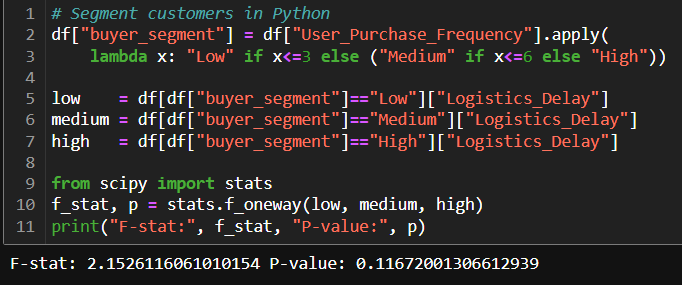 1 # Segment customers in Python
2 df["buyer_segment"] = df["User_Purchase_Frequency"].apply(
3     lambda x: "Low" if x<=3 else ("Medium" if x<=6 else "High"))
4
5 low    = df[df["buyer_segment"]=="Low"]["Logistics_Delay"]
6 medium = df[df["buyer_segment"]=="Medium"]["Logistics_Delay"]
7 high   = df[df["buyer_segment"]=="High"]["Logistics_Delay"]
8
9 from scipy import stats
10 f_stat, p = stats.f_oneway(low, medium, high)
11 print("F-stat:", f_stat, "P-value:", p)
F-stat: 2.1526116061010154 P-value: 0.11672001306612939